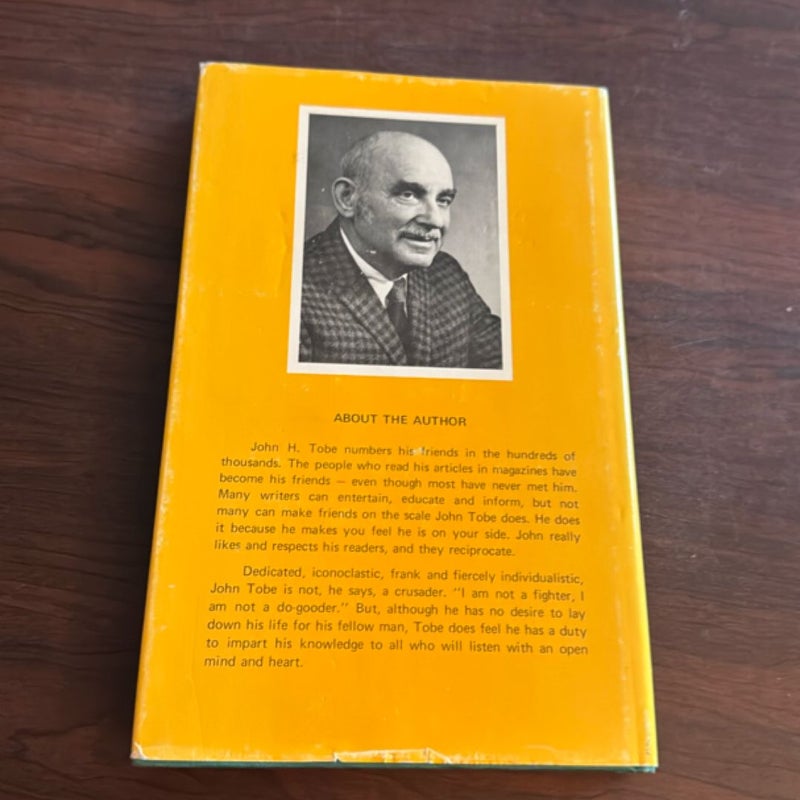 ABOUT THE AUTHOR
John H. Tobe numbers his friends in the hundreds of
thousands. The people who read his articles in magazines have
become his friends — even though most have never met him.
Many writers can entertain, educate and inform, but not
many can make friends on the scale John Tobe does. He does
it because he makes you feel he is on your side. John really
likes and respects his readers, and they reciprocate.
Dedicated, iconoclastic, frank and fiercely individualistic,
John Tobe is not, he says, a crusader. "I am not a fighter, I
am not a do-gooder." But, although he has no desire to lay
down his life for his fellow man, Tobe does feel he has a duty
to impart his knowledge to all who will listen with an open
mind and heart.